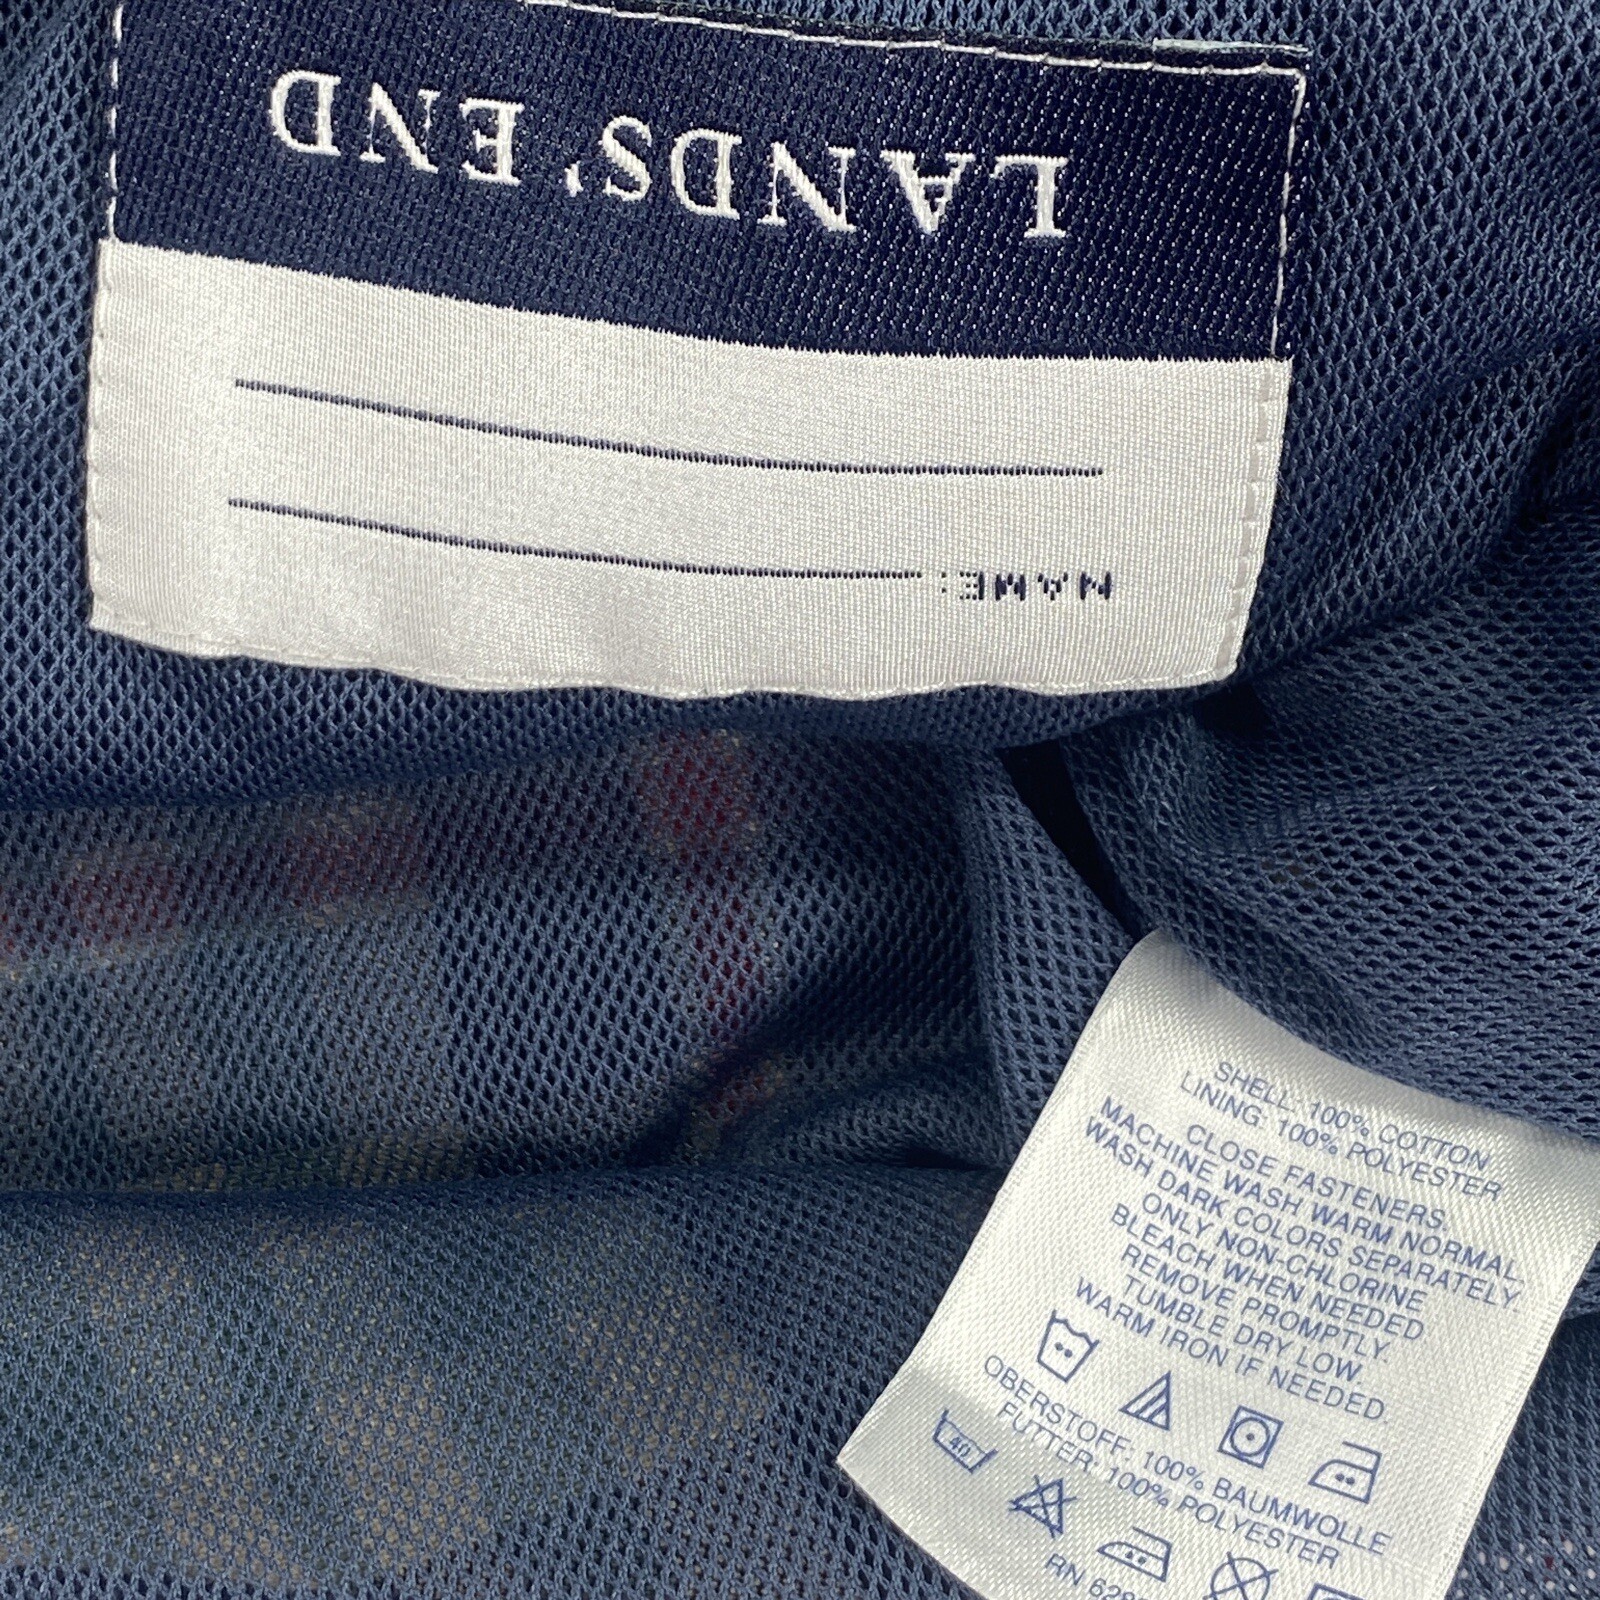 LANDS' END
NAME:
SHELL: 100% COTTON
LINING: 100% POLYESTER
CLOSE FASTENERS.
MACHINE WASH WARM NORMAL.
WASH DARK COLORS SEPARATELY.
ONLY NON-CHLORINE
BLEACH WHEN NEEDED
REMOVE PROMPTLY.
TUMBLE DRY LOW.
WARM IRON IF NEEDED.
OBERSTOFF: 100% BAUMWOLLE
FUTTER: 100% POLYESTER
40
RN